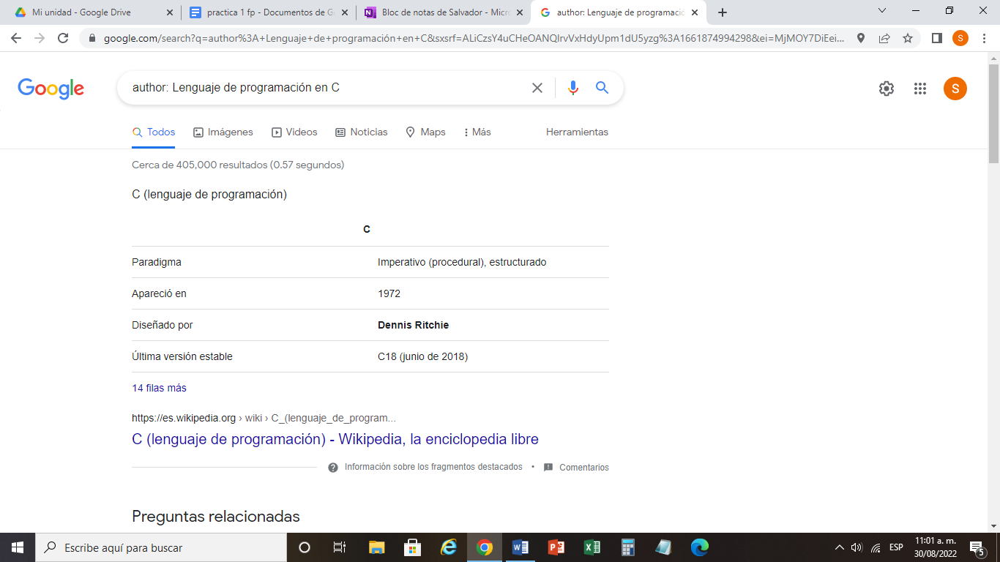 Mi unidad - Google Drive
practica 1 fp - Documentos de G
Bloc de notas de Salvador - Micr
author: Lenguaje de programació
google.com/search?q=author%3A+Lenguaje+de+programación+en+C&sxsrf=ALiCzsY4uCHeOANQlrvVxHdyUpm1dU5yzg%3A1661874994298&ei=MjMOY7DiEei...
S
Google
author: Lenguaje de programación en C
S
Todos
Imágenes
Videos
Noticias
Maps
Más
Herramientas
Cerca de 405,000 resultados (0.57 segundos)
C (lenguaje de programación)
C
Paradigma Imperativo (procedural), estructurado
Apareció en 1972
Diseñado por Dennis Ritchie
Última versión estable C18 (junio de 2018)
14 filas más
https://es.wikipedia.org › wiki › C_(lenguaje_de_program...
C (lenguaje de programación) - Wikipedia, la enciclopedia libre
Información sobre los fragmentos destacados • Comentarios
Preguntas relacionadas
Escribe aquí para buscar
ESP
11:01 a. m.
30/08/2022
5